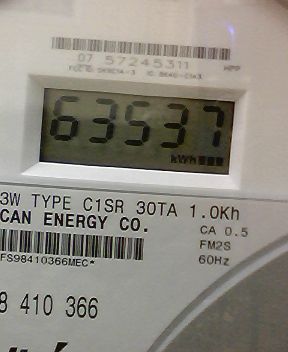 07 57245311
HPP
63537
kWh
3W TYPE C1SR 30TA 1.0Kh
CAN ENERGY CO.
CA 0.5
FM2S
60Hz
FS98410366MEC*
8 410 366